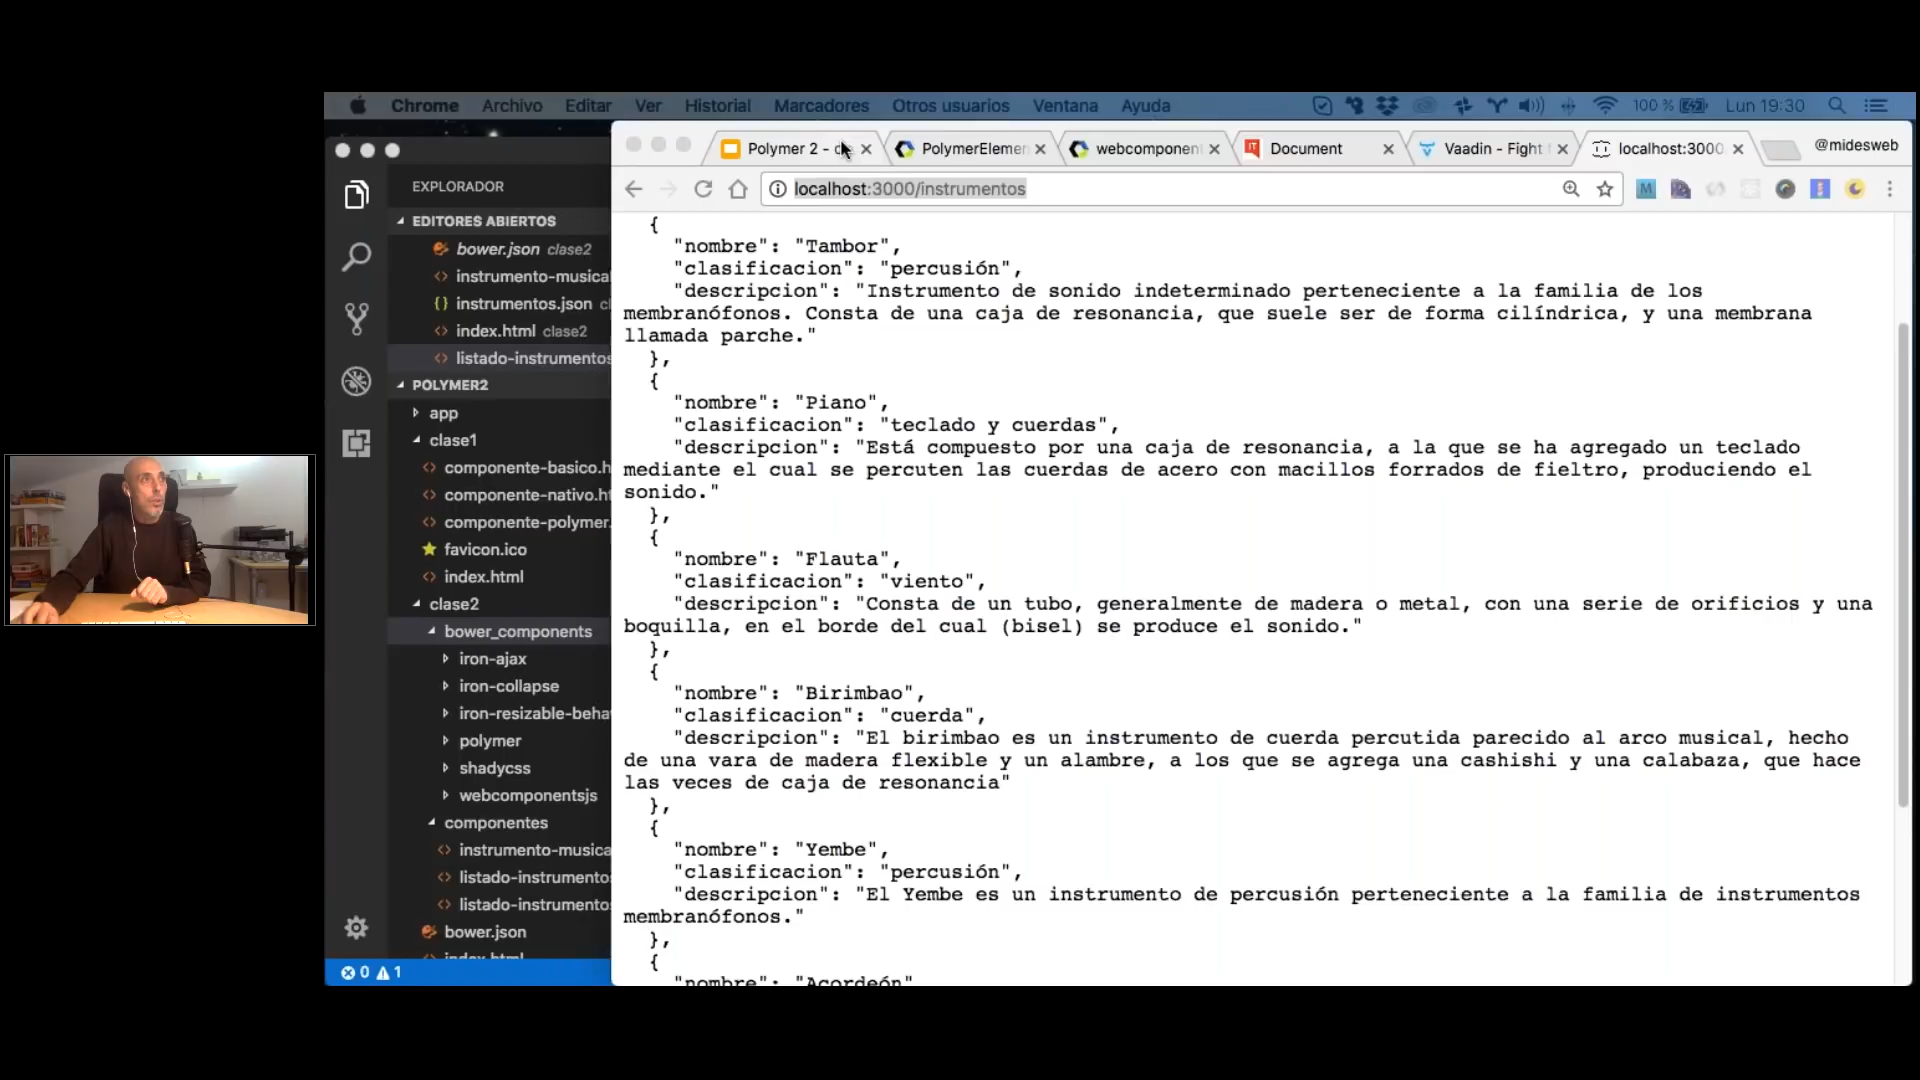 Chrome Archivo Editar Ver Historial Marcadores Otros usuarios Ventana Ayuda 100 % Lun 19:30
Polymer 2 - d
PolymerElemen
webcomponent
Document
Vaadin - Fight
localhost:3000
@midesweb
localhost:3000/instrumentos
EXPLORADOR
EDITORES ABIERTOS
bower.json clase2
instrumento-musical
instrumentos.json cl
index.html clase2
listado-instrumentos
POLYMER2
app
clase1
componente-basico.h
componente-nativo.ht
componente-polymer.
favicon.ico
index.html
clase2
bower_components
iron-ajax
iron-collapse
iron-resizable-beha
polymer
shadycss
webcomponentsjs
componentes
instrumento-musica
listado-instrumento
listado-instrumento
bower.json
index.html
0 1
{
"nombre": "Tambor",
"clasificacion": "percusión",
"descripcion": "Instrumento de sonido indeterminado perteneciente a la familia de los
membranófonos. Consta de una caja de resonancia, que suele ser de forma cilíndrica, y una membrana
llamada parche."
},
{
"nombre": "Piano",
"clasificacion": "teclado y cuerdas",
"descripcion": "Está compuesto por una caja de resonancia, a la que se ha agregado un teclado
mediante el cual se percuten las cuerdas de acero con macillos forrados de fieltro, produciendo el
sonido."
},
{
"nombre": "Flauta",
"clasificacion": "viento",
"descripcion": "Consta de un tubo, generalmente de madera o metal, con una serie de orificios y una
boquilla, en el borde del cual (bisel) se produce el sonido."
},
{
"nombre": "Birimbao",
"clasificacion": "cuerda",
"descripcion": "El birimbao es un instrumento de cuerda percutida parecido al arco musical, hecho
de una vara de madera flexible y un alambre, a los que se agrega una cashishi y una calabaza, que hace
las veces de caja de resonancia"
},
{
"nombre": "Yembe",
"clasificacion": "percusión",
"descripcion": "El Yembe es un instrumento de percusión perteneciente a la familia de instrumentos
membranófonos."
},
{
"nombre": "Acordeón"